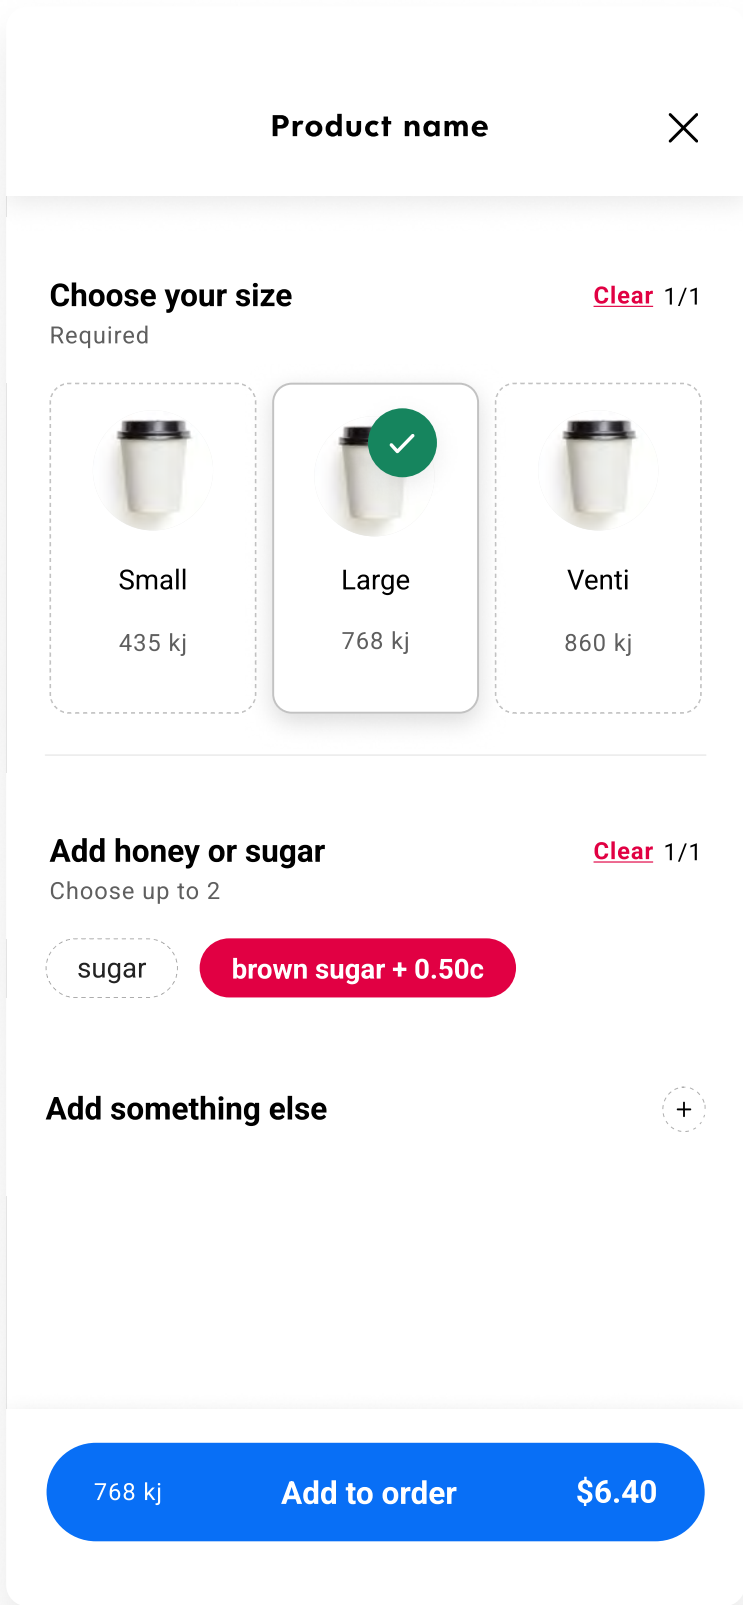 Product name
Choose your size
Clear 1/1
Required
Small
Large
Venti
435 kj
768 kj
860 kj
Add honey or sugar
Clear 1/1
Choose up to 2
sugar
brown sugar + 0.50c
Add something else
+
768 kj
Add to order
$6.40